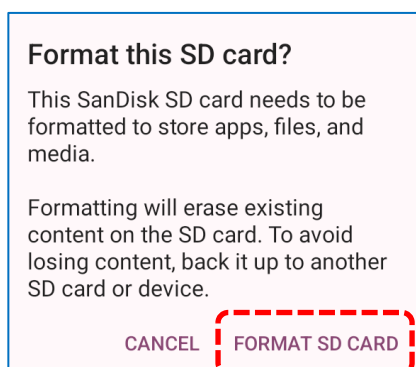 Format this SD card?
This SanDisk SD card needs to be
formatted to store apps, files, and
media.
Formatting will erase existing
content on the SD card. To avoid
losing content, back it up to another
SD card or device.
CANCEL FORMAT SD CARD